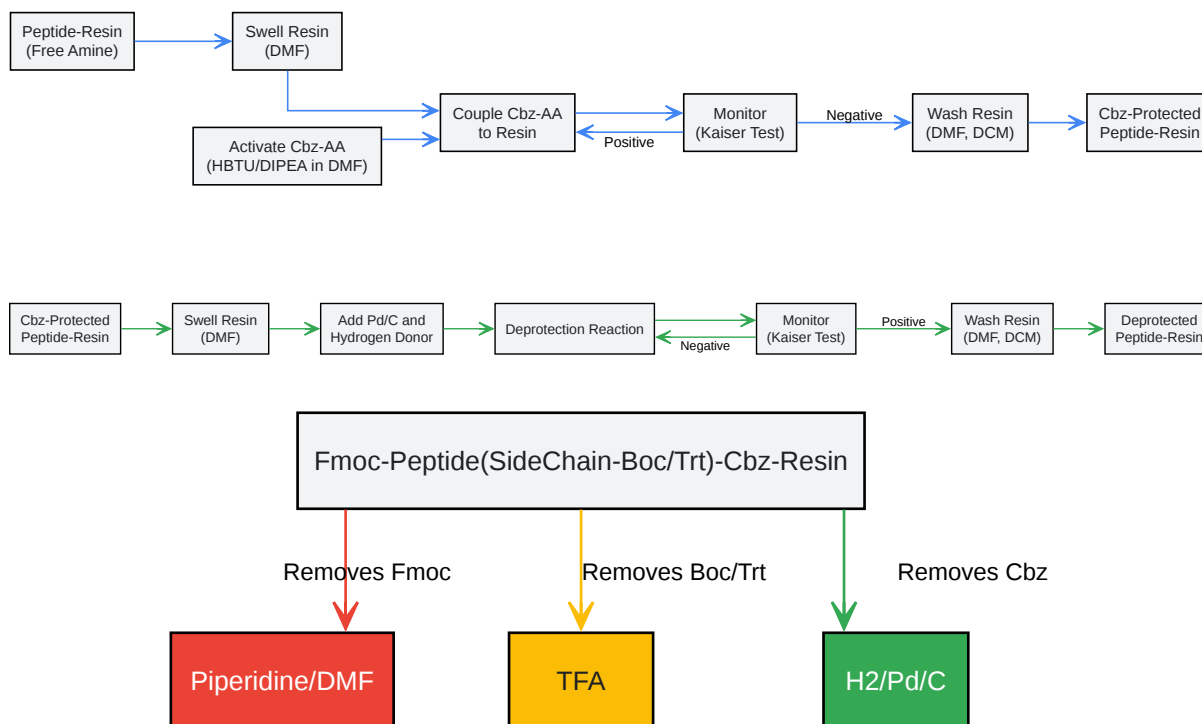 Peptide-Resin
(Free Amine)
Swell Resin
(DMF)
Activate Cbz-AA
(HBTU/DIPEA in DMF)
Couple Cbz-AA
to Resin
Positive
Monitor
(Kaiser Test)
Negative
Wash Resin
(DMF, DCM)
Cbz-Protected
Peptide-Resin
Cbz-Protected
Peptide-Resin
Swell Resin
(DMF)
Add Pd/C and
Hydrogen Donor
Deprotection Reaction
Negative
Monitor
(Kaiser Test)
Positive
Wash Resin
(DMF, DCM)
Deprotected
Peptide-Resin
Fmoc-Peptide(SideChain-Boc/Trt)-Cbz-Resin
Removes Fmoc
Removes Boc/Trt
Removes Cbz
Piperidine/DMF
TFA
H2/Pd/C